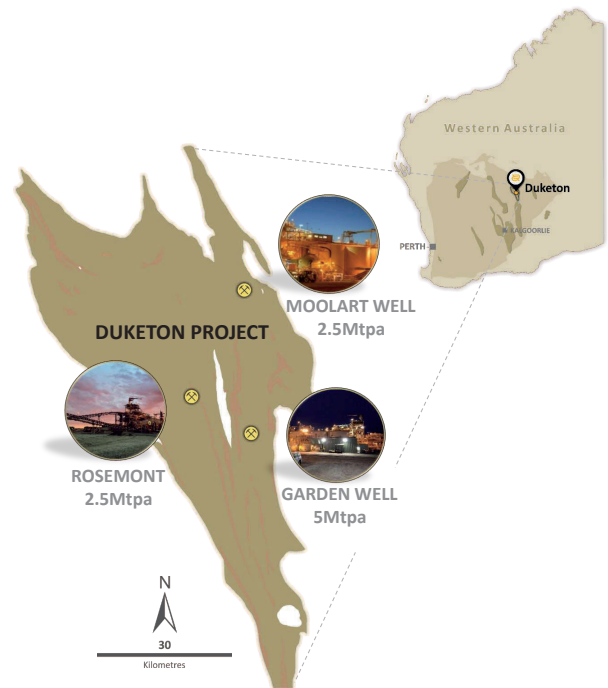 Western Australia
Duketon
KALGOORLIE
PERTH
MOOLART WELL
2.5Mtpa
DUKETON PROJECT
ROSEMONT
2.5Mtpa
GARDEN WELL
5Mtpa
N
30
Kilometres